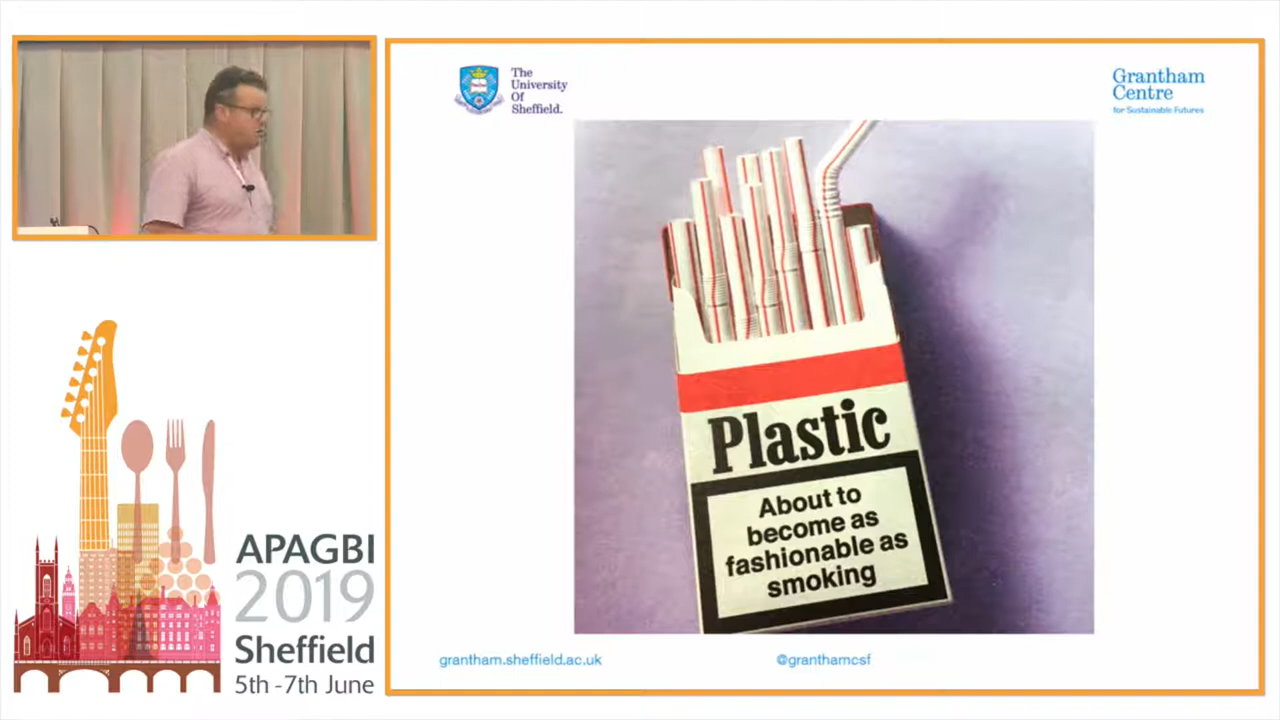 The
University
Of
Sheffield.
Grantham
Centre
for Sustainable Futures
Plastic
About to
become as
fashionable as
smoking
grantham.sheffield.ac.uk
@granthamcsf
APAGBI
2019
Sheffield
5th -7th June